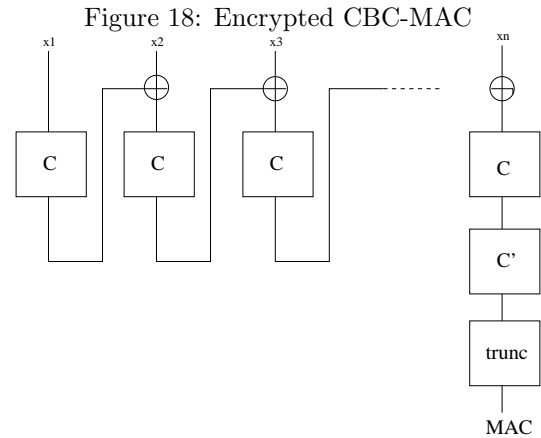 Figure 18: Encrypted CBC-MAC
x1 x2 x3 xn
C C C C
C'
trunc
MAC